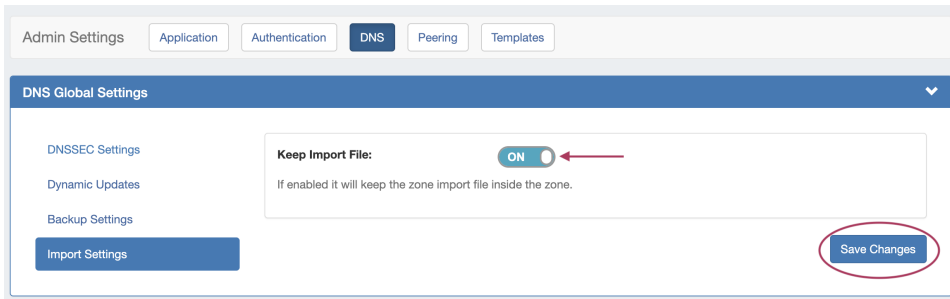 Admin Settings Application Authentication DNS Peering Templates
DNS Global Settings
DNSSEC Settings
Dynamic Updates
Backup Settings
Import Settings
Keep Import File: ON
If enabled it will keep the zone import file inside the zone.
Save Changes